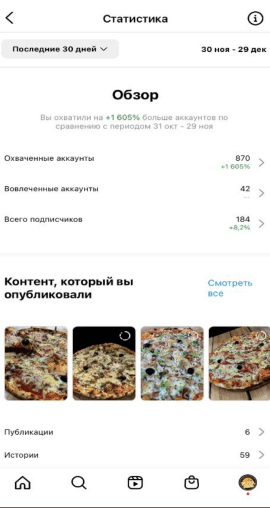 Статистика
Последние 30 дней
30 ноя - 29 дек
Обзор
Вы охватили на +1 605% больше аккаунтов по
сравнению с периодом 31 окт - 29 ноя
Охваченные аккаунты
870
+1 605%
Вовлеченные аккаунты
42
--
Всего подписчиков
184
+8,2%
Контент, который вы
опубликовали
Смотреть
все
Публикации
6
Истории
59